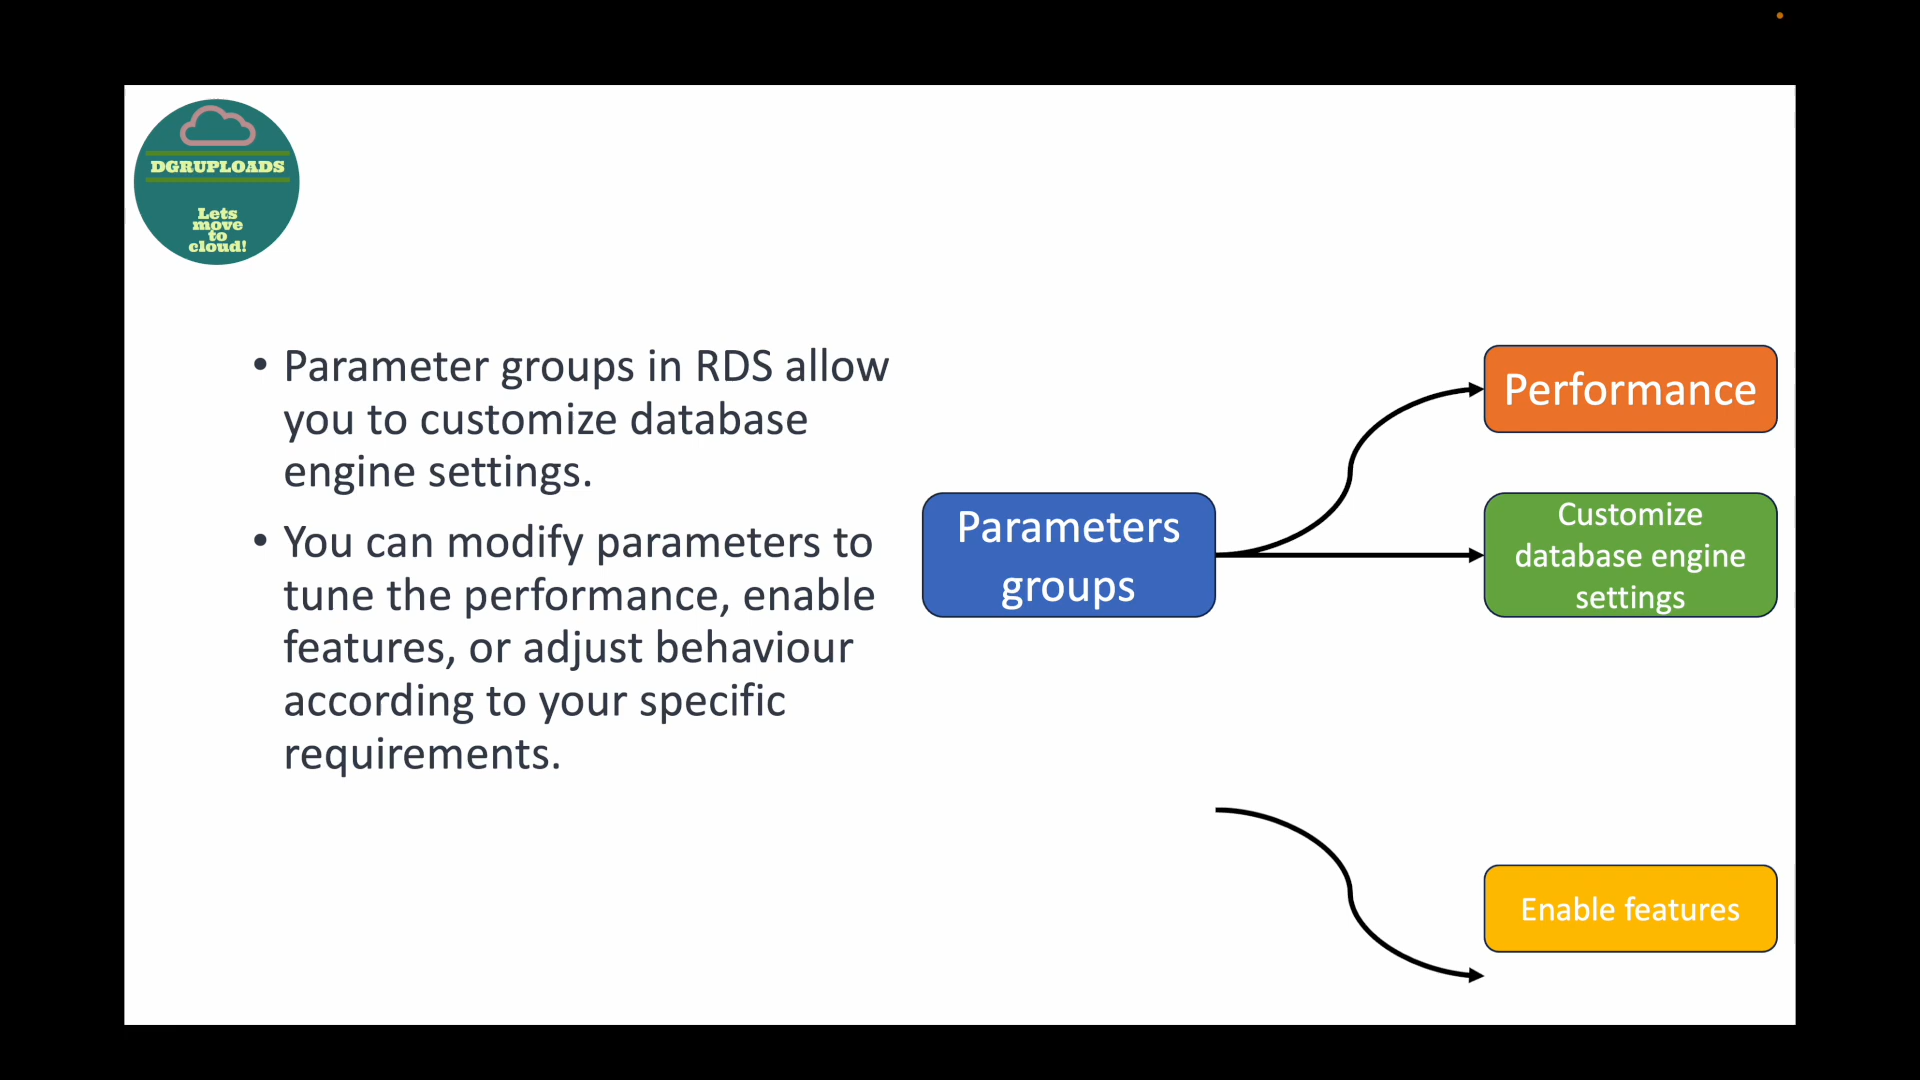 DGRUPLOADS
Lets
move
to
cloud!
• Parameter groups in RDS allow
you to customize database
engine settings.
• You can modify parameters to
tune the performance, enable
features, or adjust behaviour
according to your specific
requirements.
Parameters
groups
Performance
Customize
database engine
settings
Enable features